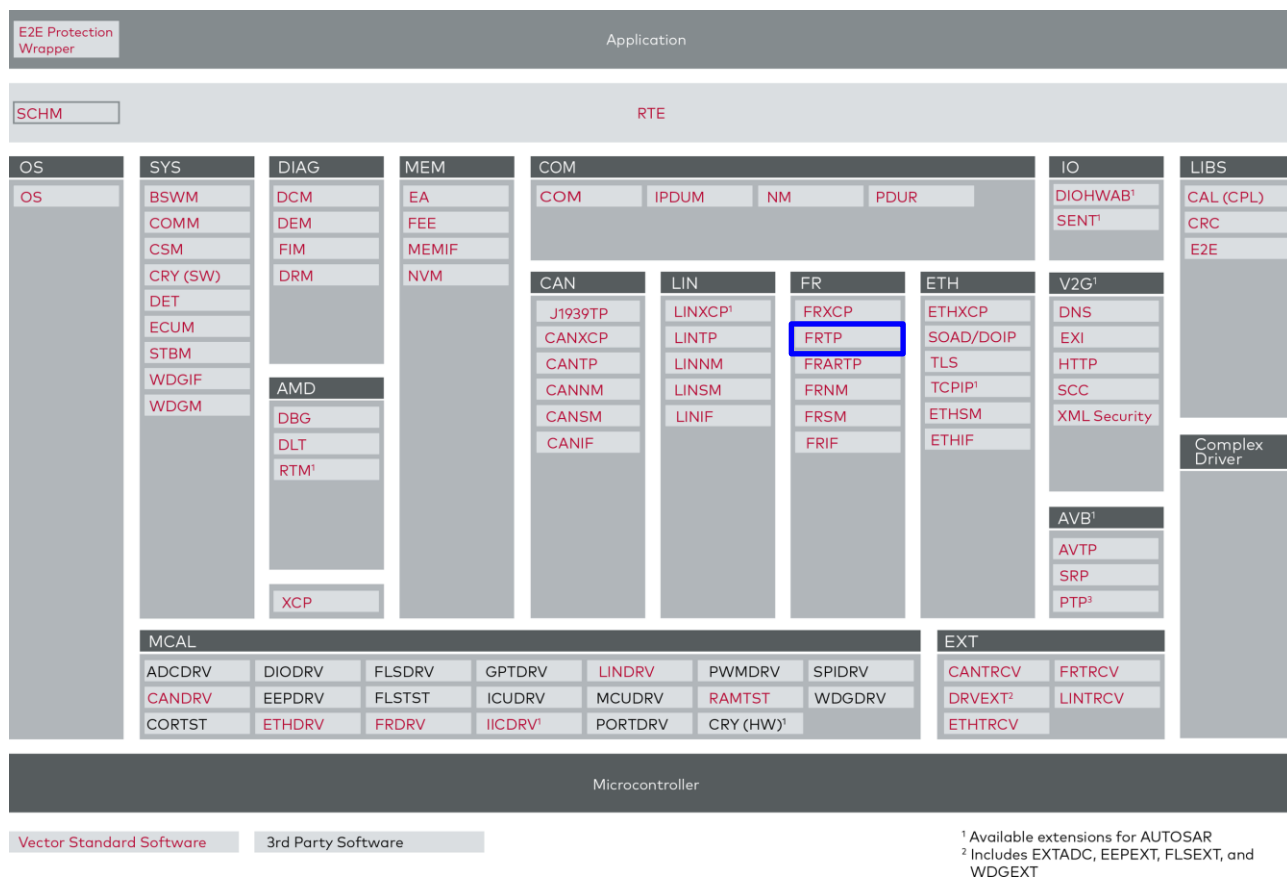 E2E Protection
Wrapper
Application
SCHM
RTE
OS
OS
SYS
BSWM
COMM
CSM
CRY (SW)
DET
ECUM
STBM
WDGIF
WDGM
DIAG
DCM
DEM
FIM
DRM
AMD
DBG
DLT
RTM¹
XCP
MEM
EA
FEE
MEMIF
NVM
COM
COM IPDUM NM PDUR
CAN
J1939TP
CANXCP
CANTP
CANNM
CANSM
CANIF
LIN
LINXCP¹
LINTP
LINNM
LINSM
LINIF
FR
FRXCP
FRTP
FRARTP
FRNM
FRSM
FRIF
ETH
ETHXCP
SOAD/DOIP
TLS
TCPIP¹
ETHSM
ETHIF
IO
DIOHWAB¹
SENT¹
V2G¹
DNS
EXI
HTTP
SCC
XML Security
AVB¹
AVTP
SRP
PTP³
LIBS
CAL (CPL)
CRC
E2E
Complex
Driver
MCAL
ADCDRV DIODRV FLSDRV GPTDRV LINDRV PWMDRV SPIDRV
CANDRV EEPDRV FLSTST ICUDRV MCUDRV RAMTST WDGDRV
CORTST ETHDRV FRDRV IICDRV¹ PORTDRV CRY (HW)¹
EXT
CANTRCV FRTRCV
DRVEXT² LINTRCV
ETHTRCV
Microcontroller
Vector Standard Software 3rd Party Software
¹ Available extensions for AUTOSAR
² Includes EXTADC, EEPEXT, FLSEXT, and
WDGEXT